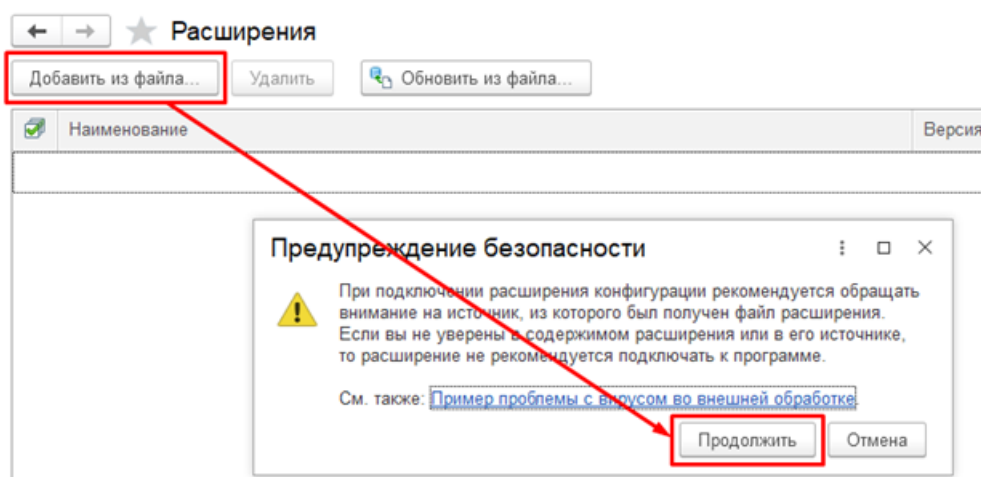 Расширения
Добавить из файла... Удалить Обновить из файла...
Наименование Версия
Предупреждение безопасности
При подключении расширения конфигурации рекомендуется обращать
внимание на источник, из которого был получен файл расширения.
Если вы не уверены в содержимом расширения или в его источнике,
то расширение не рекомендуется подключать к программе.
См. также: Пример проблемы с вирусом во внешней обработке.
Продолжить Отмена